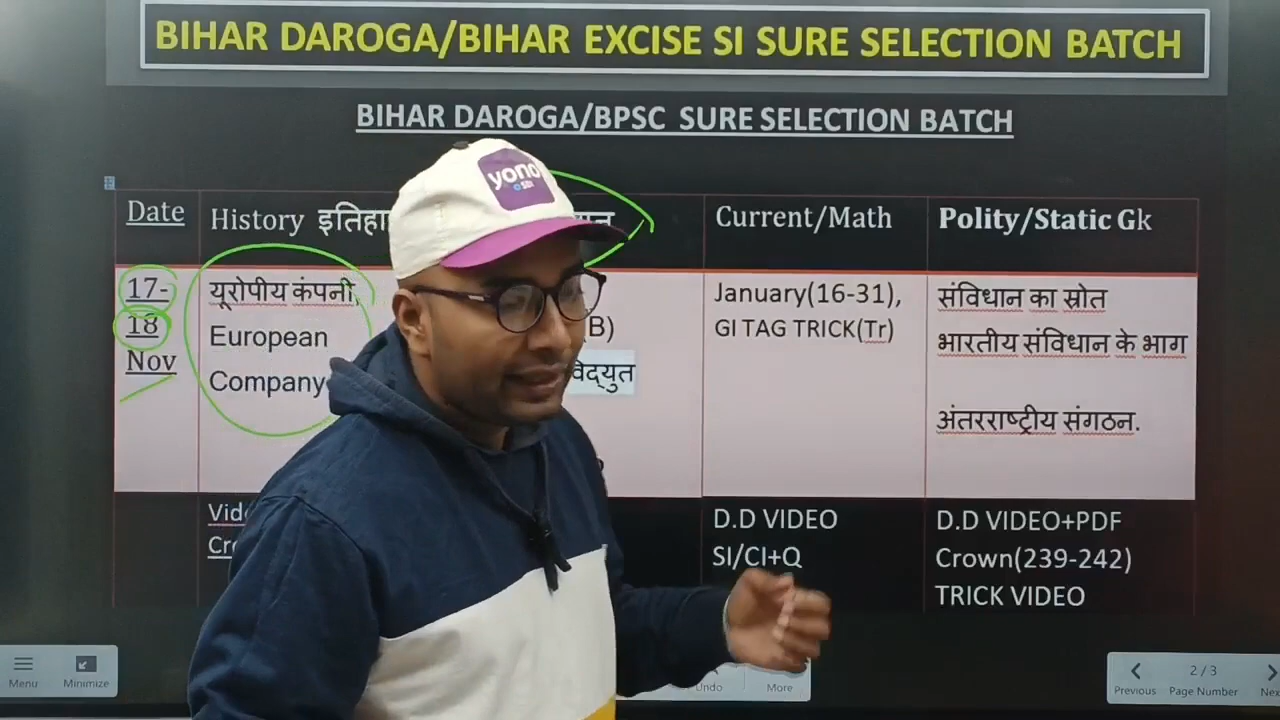 BIHAR DAROGA/BIHAR EXCISE SI SURE SELECTION BATCH
BIHAR DAROGA/BPSC SURE SELECTION BATCH
Date
History
Current/Math
Polity/Static Gk
17-
18
Nov
यूरोपीय कंपनी,
European
Company
B)
विद्युत
January(16-31),
GI TAG TRICK(Tr)
संविधान का स्रोत
भारतीय संविधान के भाग
अंतरराष्ट्रीय संगठन.
D.D VIDEO
SI/CI+Q
D.D VIDEO+PDF
Crown(239-242)
TRICK VIDEO
yono
SBI
Menu
Minimize
Undo
More
Previous
2/3
Page Number